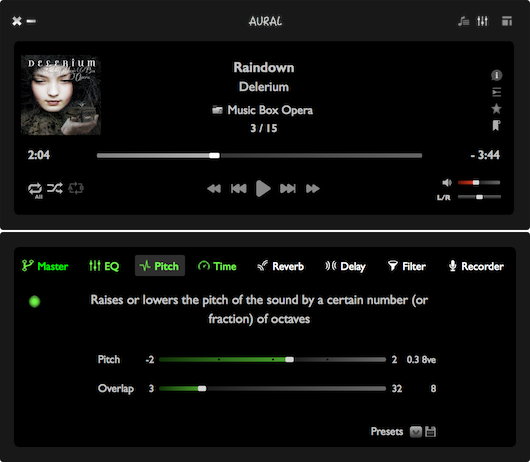 AURAL
DELERIUM
Music Box
Opera
Raindown
Delerium
Music Box Opera
3 / 15
2:04
- 3:44
All
L/R
Master EQ Pitch Time Reverb Delay Filter Recorder
Raises or lowers the pitch of the sound by a certain number (or
fraction) of octaves
Pitch -2 2 0.3 8ve
Overlap 3 32 8
Presets